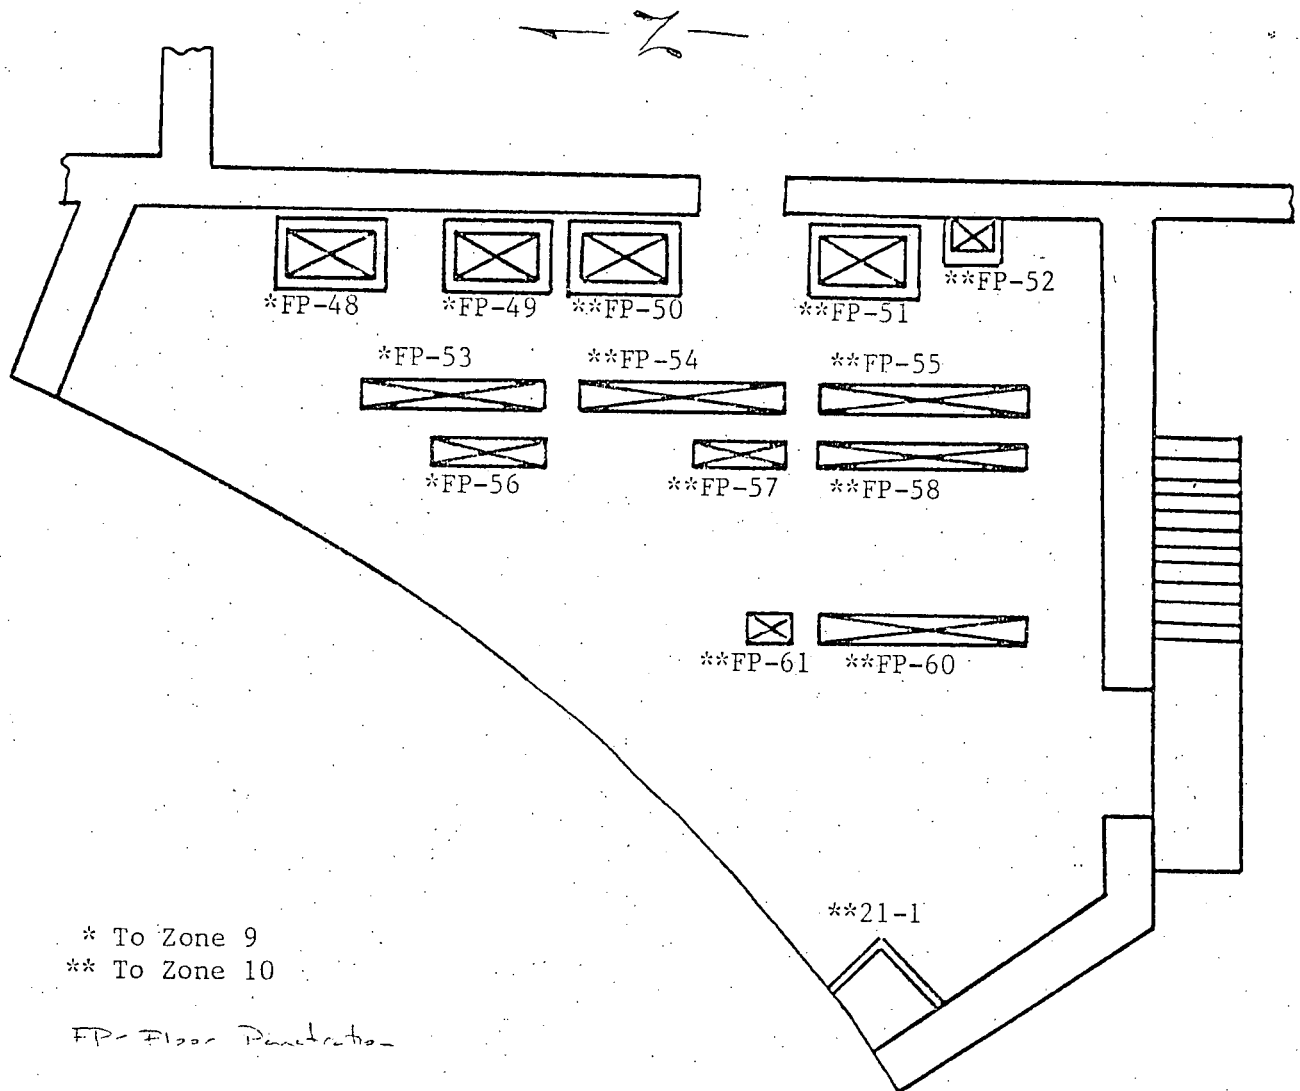 Z
*FP-48
*FP-49
**FP-50
**FP-51
**FP-52
*FP-53
**FP-54
**FP-55
*FP-56
**FP-57
**FP-58
**FP-61
**FP-60
**21-1
* To Zone 9
** To Zone 10
FP- Floor Penetration